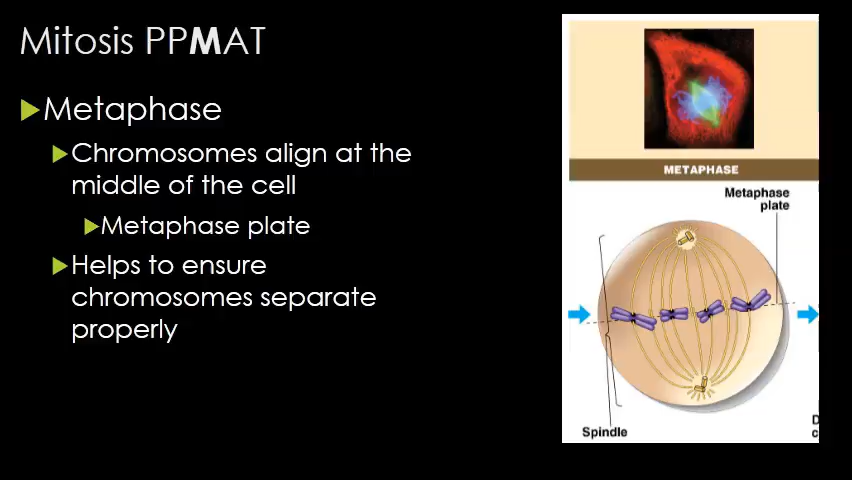 Mitosis PPMAT
Metaphase
Chromosomes align at the
middle of the cell
Metaphase plate
Helps to ensure
chromosomes separate
properly
METAPHASE
Metaphase
plate
Spindle
D
c